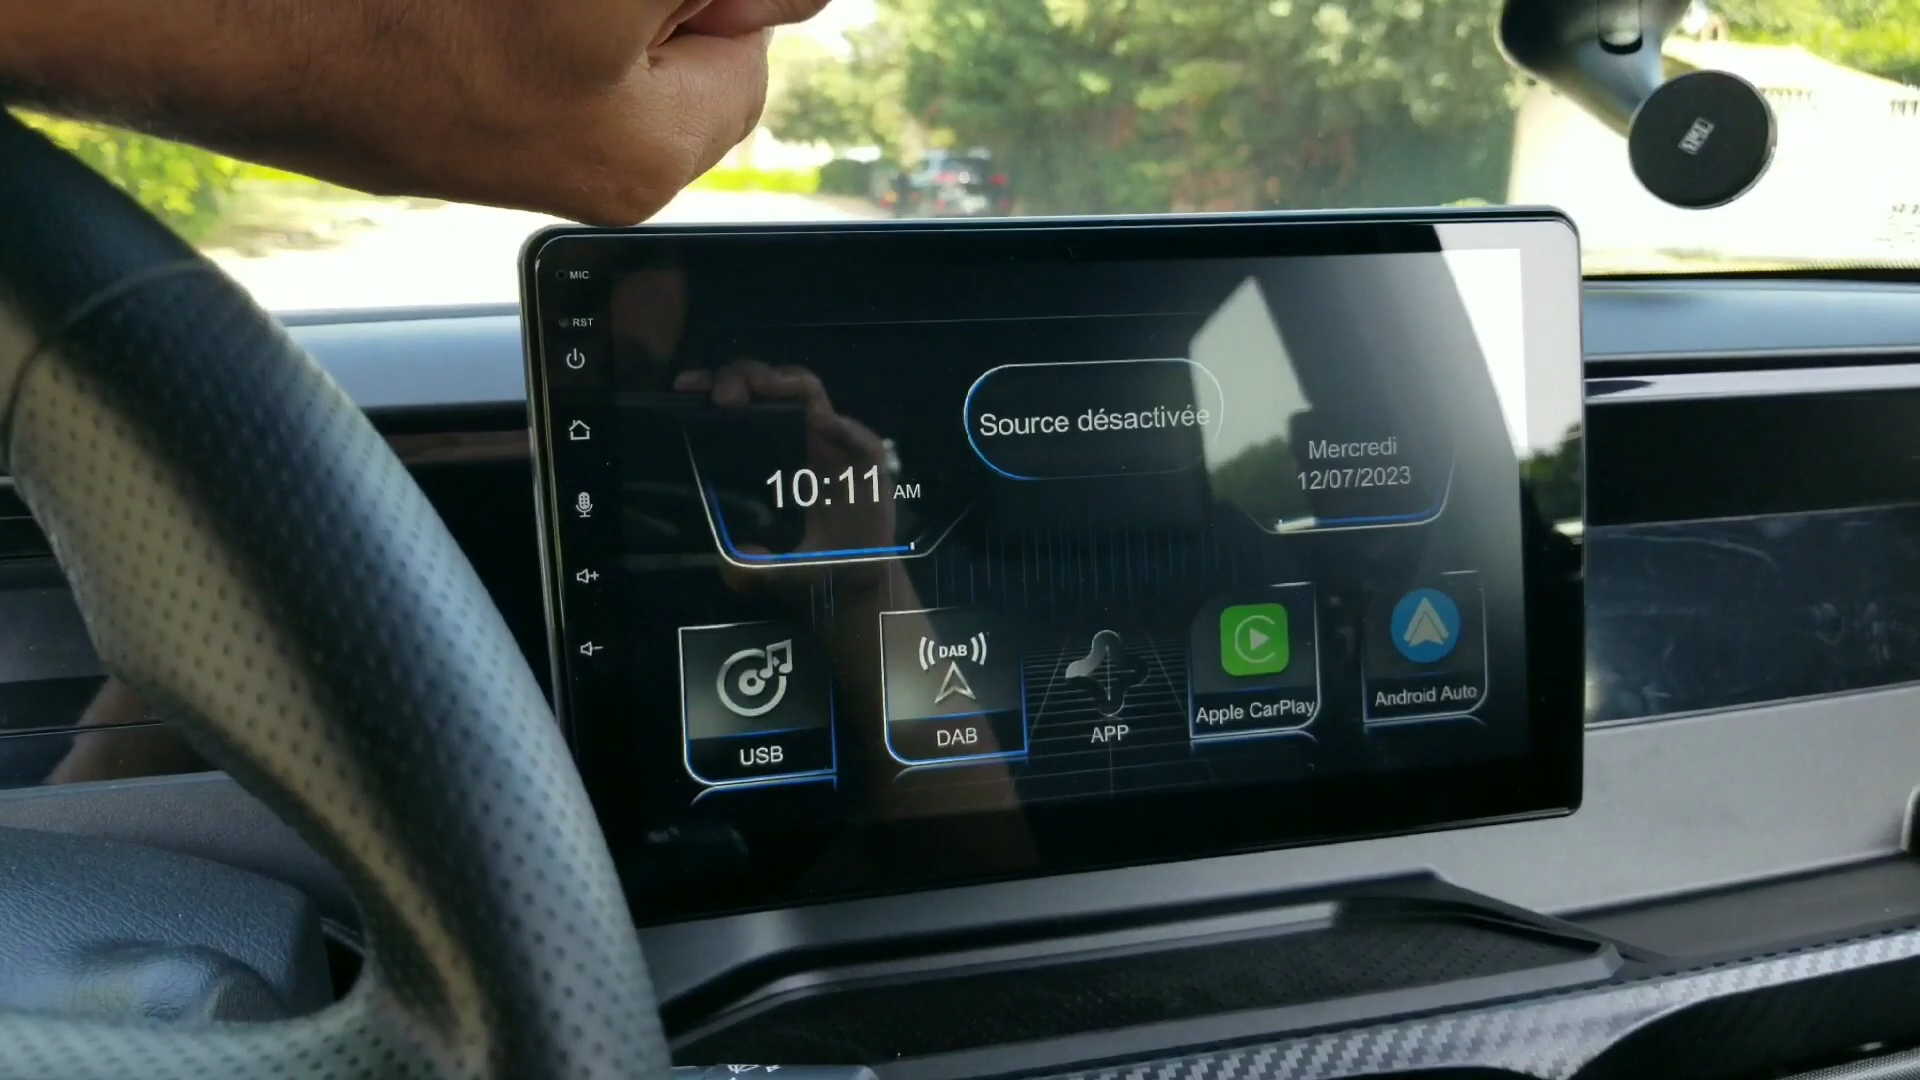 MIC
RST
Source désactivée
10:11 AM
Mercredi
12/07/2023
USB
DAB
DAB
APP
Apple CarPlay
Android Auto